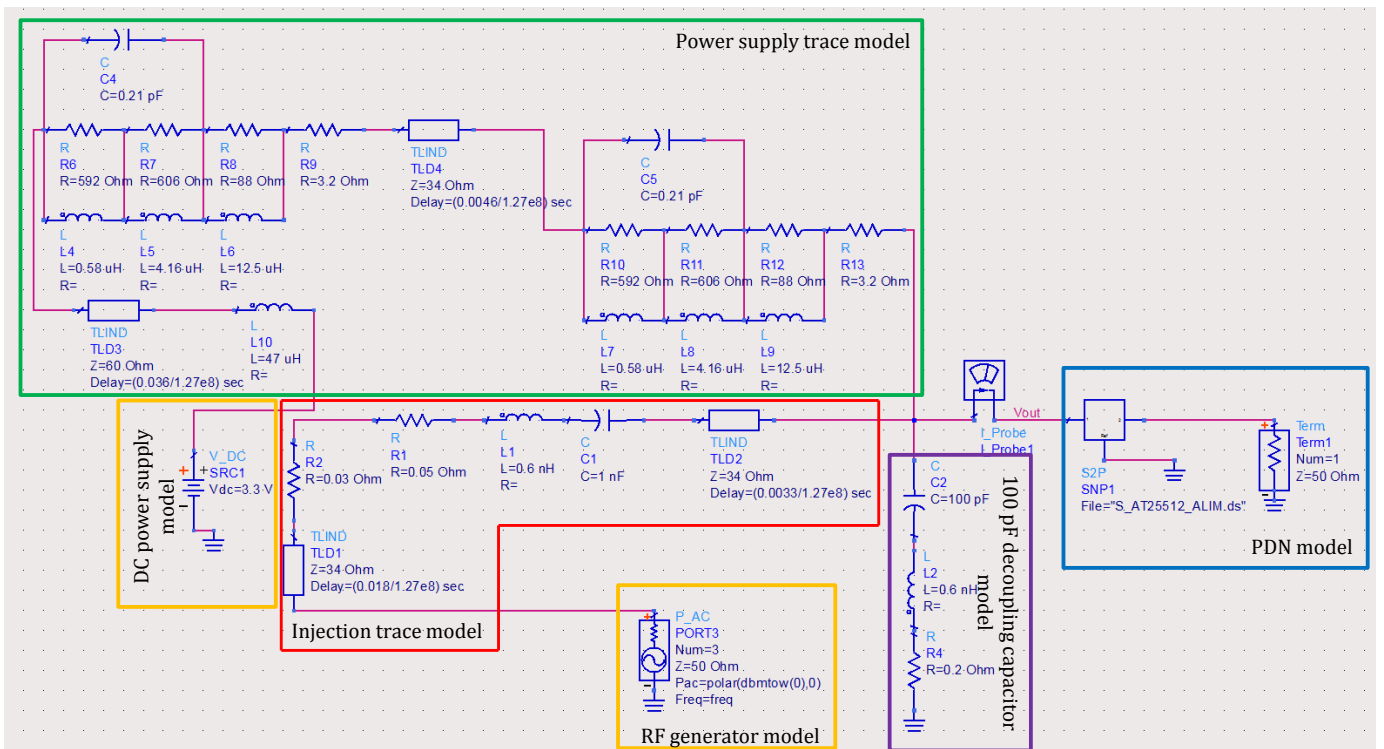 Power supply trace model
C
C4
C=0.21 pF
R
R6
R=592 Ohm
R
R7
R=606 Ohm
R
R8
R=88 Ohm
R
R9
R=3.2 Ohm
TLIND
TLD4
Z=34 Ohm
Delay=(0.0046/1.27e8) sec
C
C5
C=0.21 pF
L
L4
L=0.58 uH
R=
L
L5
L=4.16 uH
R=
L
L6
L=12.5 uH
R=
R
R10
R=592 Ohm
R
R11
R=606 Ohm
R
R12
R=88 Ohm
R
R13
R=3.2 Ohm
TLIND
TLD3
Z=60 Ohm
Delay=(0.036/1.27e8) sec
L
L10
L=47 uH
R=
L
L7
L=0.58 uH
R=
L
L8
L=4.16 uH
R=
L
L9
L=12.5 uH
R=
DC power supply
model
V_DC
SRC1
Vdc=3.3 V
R
R2
R=0.03 Ohm
R
R1
R=0.05 Ohm
L
L1
L=0.6 nH
R=
C
C1
C=1 nF
TLIND
TLD2
Z=34 Ohm
Delay=(0.0033/1.27e8) sec
TLIND
TLD1
Z=34 Ohm
Delay=(0.018/1.27e8) sec
Injection trace model
P_AC
PORT3
Num=3
Z=50 Ohm
Pac=polar(dbmtow(0),0)
Freq=freq
RF generator model
Vout
I_Probe
I_Probe1
C
C2
C=100 pF
L
L2
L=0.6 nH
R=
R
R4
R=0.2 Ohm
100 pF decoupling capacitor
model
1
2
Ref
S2P
SNP1
File="S_AT25512_ALIM.ds"
Term
Term1
Num=1
Z=50 Ohm
PDN model